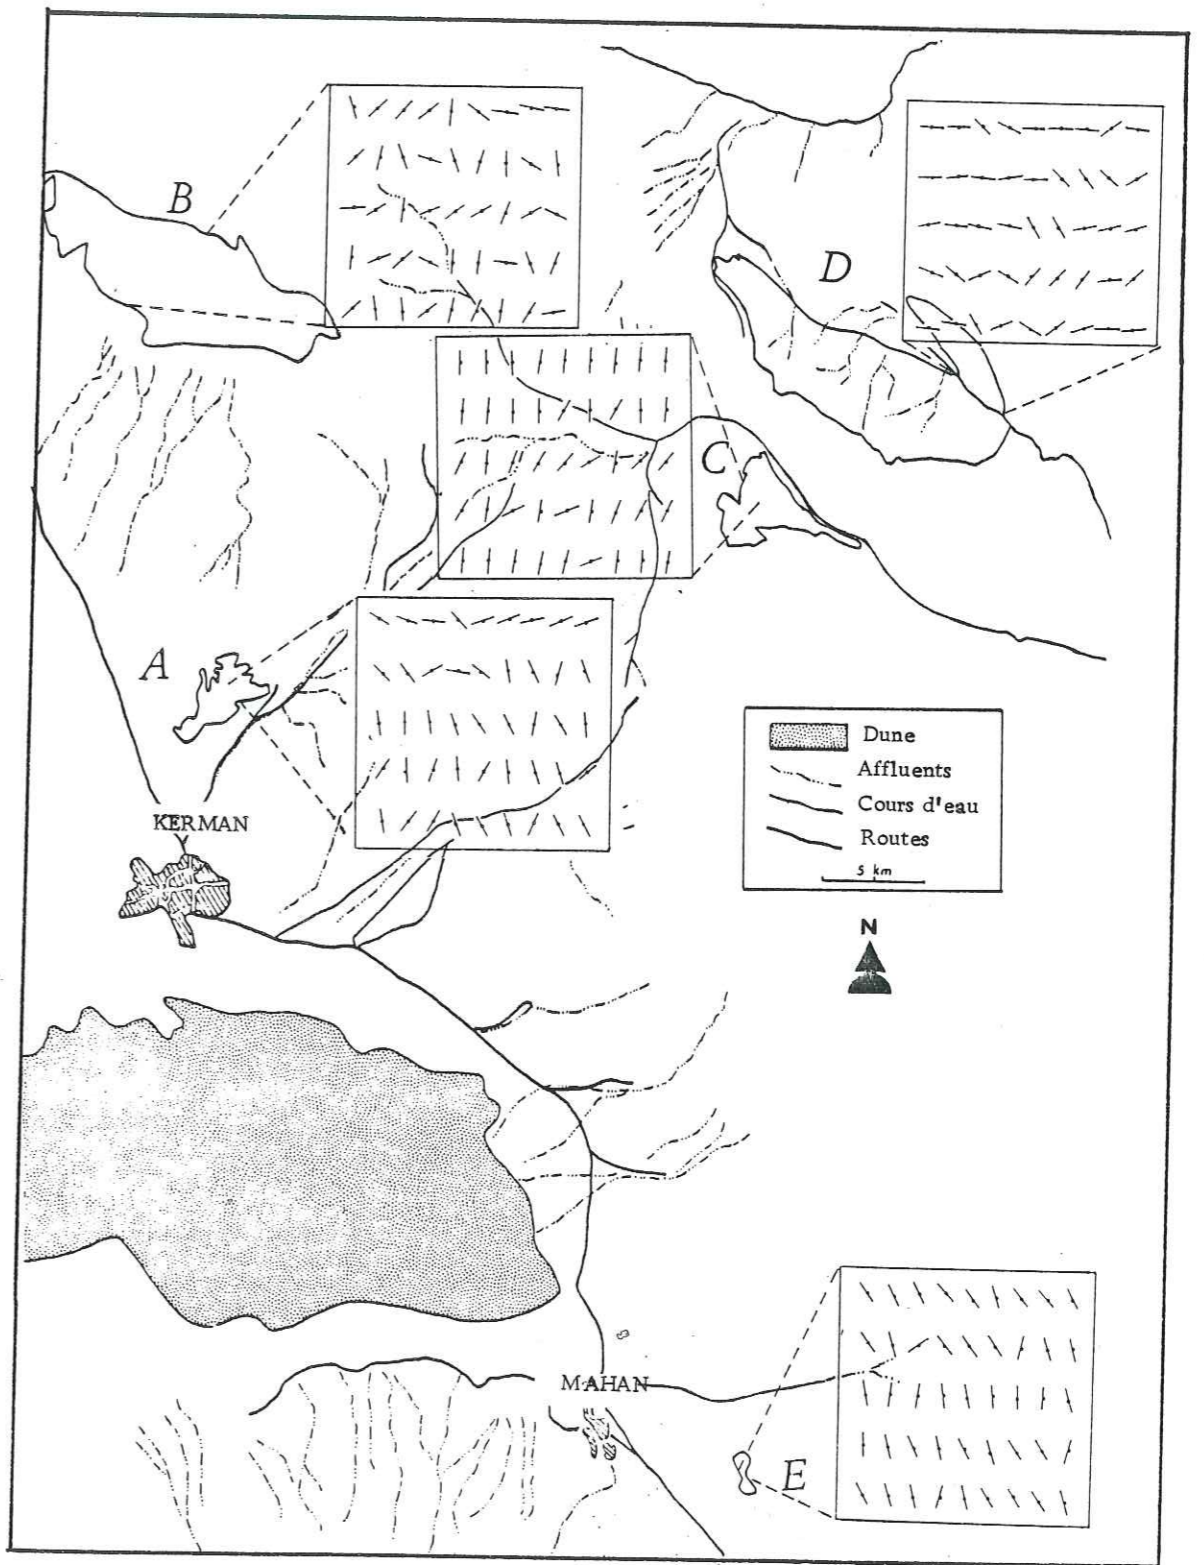 B
D
C
A
KERMAN
Dune
Affluents
Cours d'eau
Routes
5 km
N
MAHAN
E